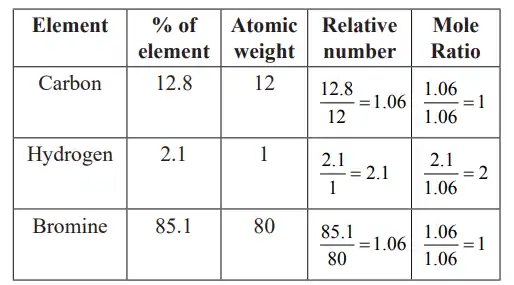 Element % of element Atomic weight Relative number Mole Ratio
Carbon 12.8 12 12.8/12 = 1.06 1.06/1.06 = 1
Hydrogen 2.1 1 2.1/1 = 2.1 2.1/1.06 = 2
Bromine 85.1 80 85.1/80 = 1.06 1.06/1.06 = 1